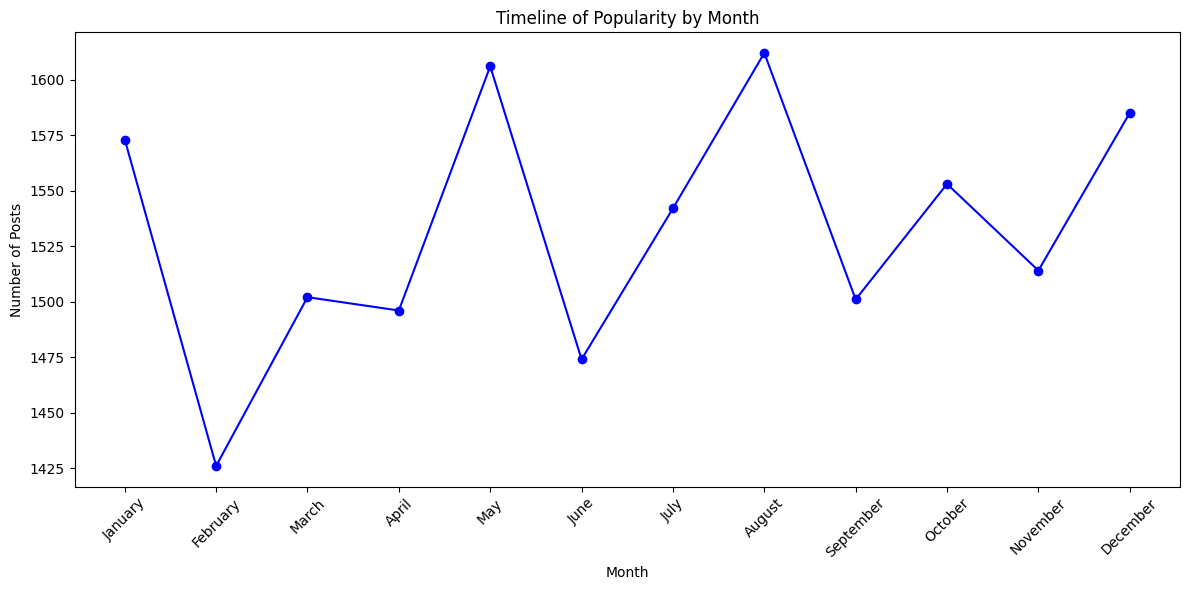 Timeline of Popularity by Month
Number of Posts
1600
1575
1550
1525
1500
1475
1450
1425
January
February
March
April
May
June
July
August
September
October
November
December
Month